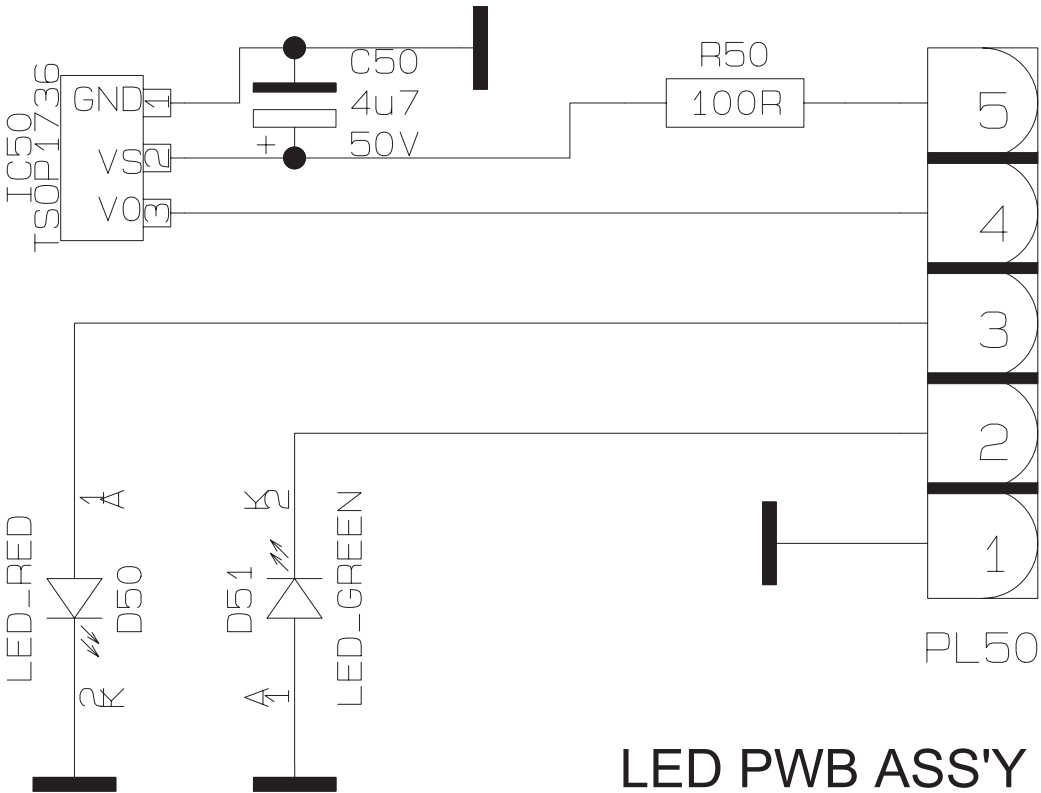 IC50
TSOP1736
GND 1
VS 2
VO 3
C50
4u7
50V
+
R50
100R
5
4
3
2
1
PL50
LED_RED
1 A
D50
2 K
D51
K 2
LED_GREEN
A 1
LED PWB ASS'Y